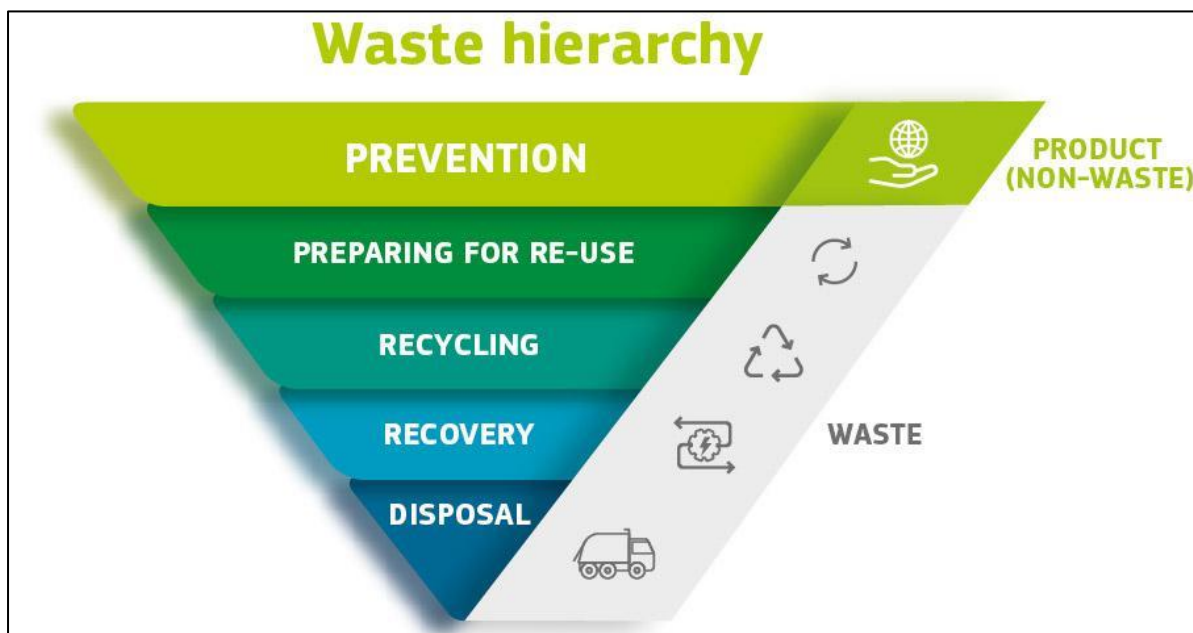 Waste hierarchy
PREVENTION
PRODUCT
(NON-WASTE)
PREPARING FOR RE-USE
RECYCLING
RECOVERY
WASTE
DISPOSAL